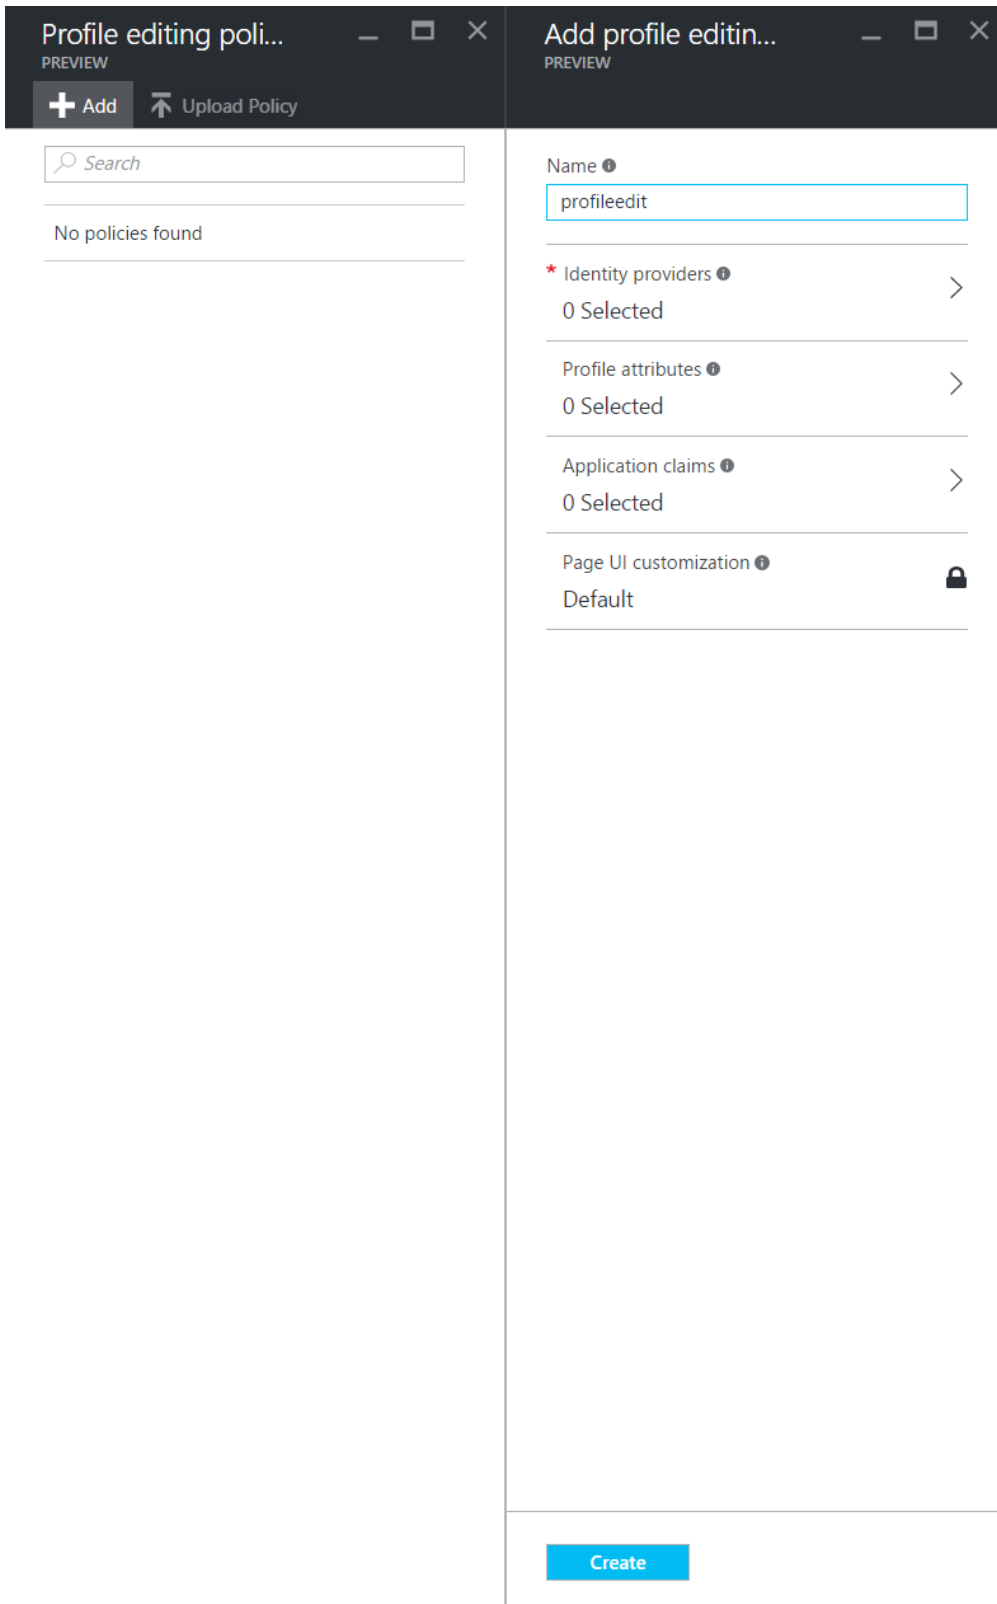 Profile editing poli...
PREVIEW
Add
Upload Policy
Search
No policies found
Add profile editin...
PREVIEW
Name
profileedit
* Identity providers
0 Selected
Profile attributes
0 Selected
Application claims
0 Selected
Page UI customization
Default
Create